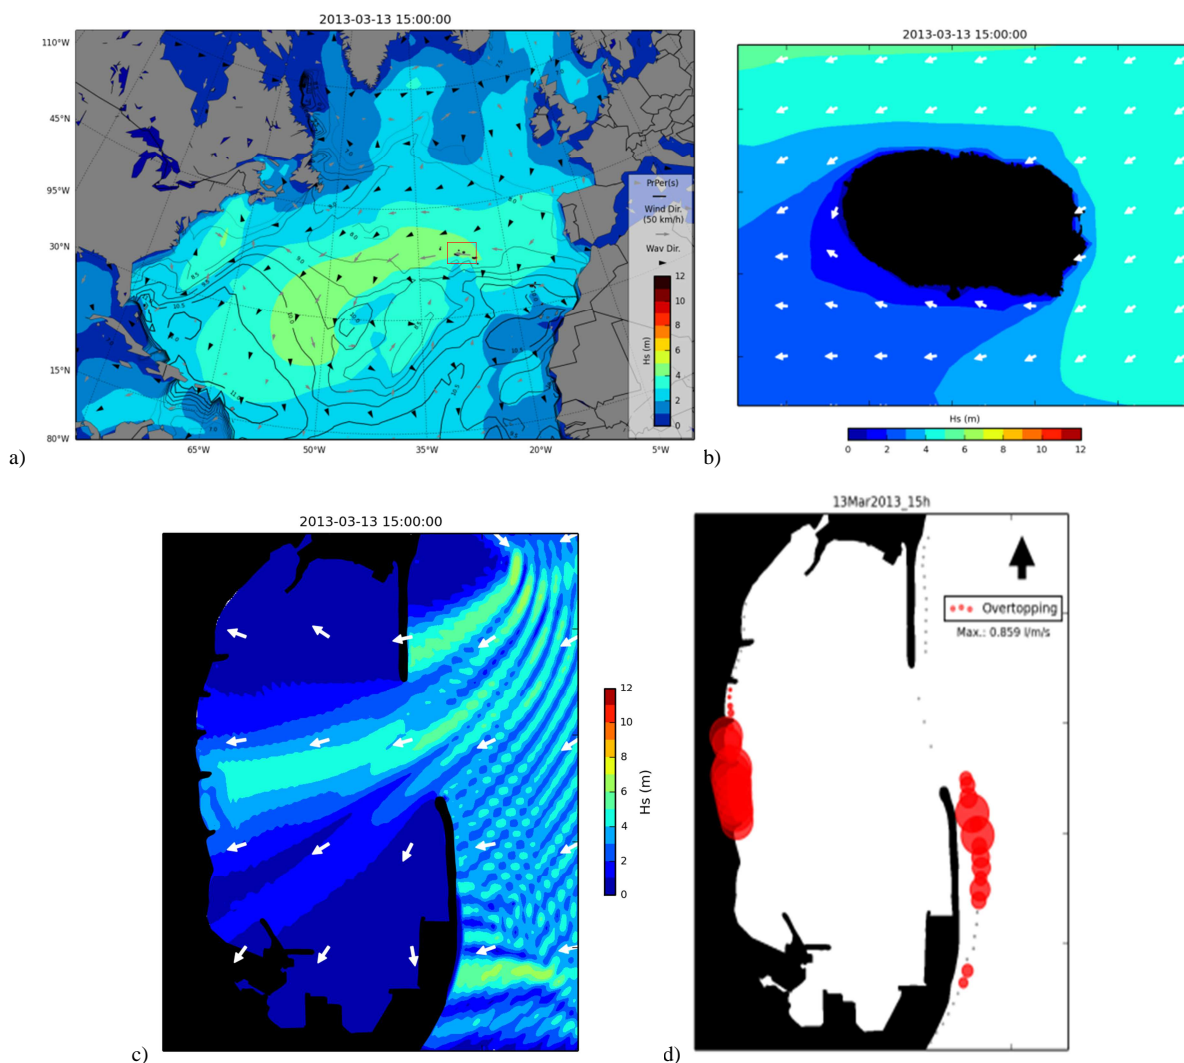 2013-03-13 15:00:00
110°W
45°N
95°W
30°N
15°N
80°W
65°W
50°W
35°W
20°W
5°W
PrPer(s)
Wind Dir.
(50 km/h)
Wav Dir.
12
10
8
6
4
2
0
Hs (m)
a)
2013-03-13 15:00:00
Hs (m)
0 2 4 6 8 10 12
b)
2013-03-13 15:00:00
12
10
8
6
4
2
0
Hs (m)
c)
13Mar2013_15h
Overtopping
Max.: 0.859 l/m/s
d)